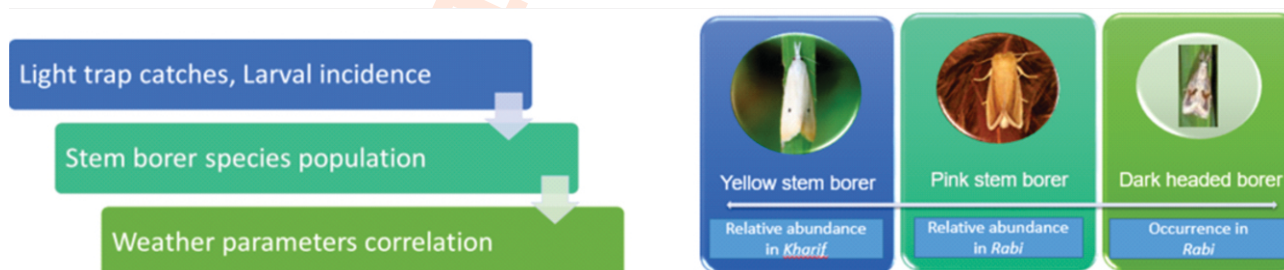 Light trap catches, Larval incidence
Stem borer species population
Weather parameters correlation
Yellow stem borer
Relative abundance
in Kharif
Pink stem borer
Relative abundance
in Rabi
Dark headed borer
Occurrence in
Rabi